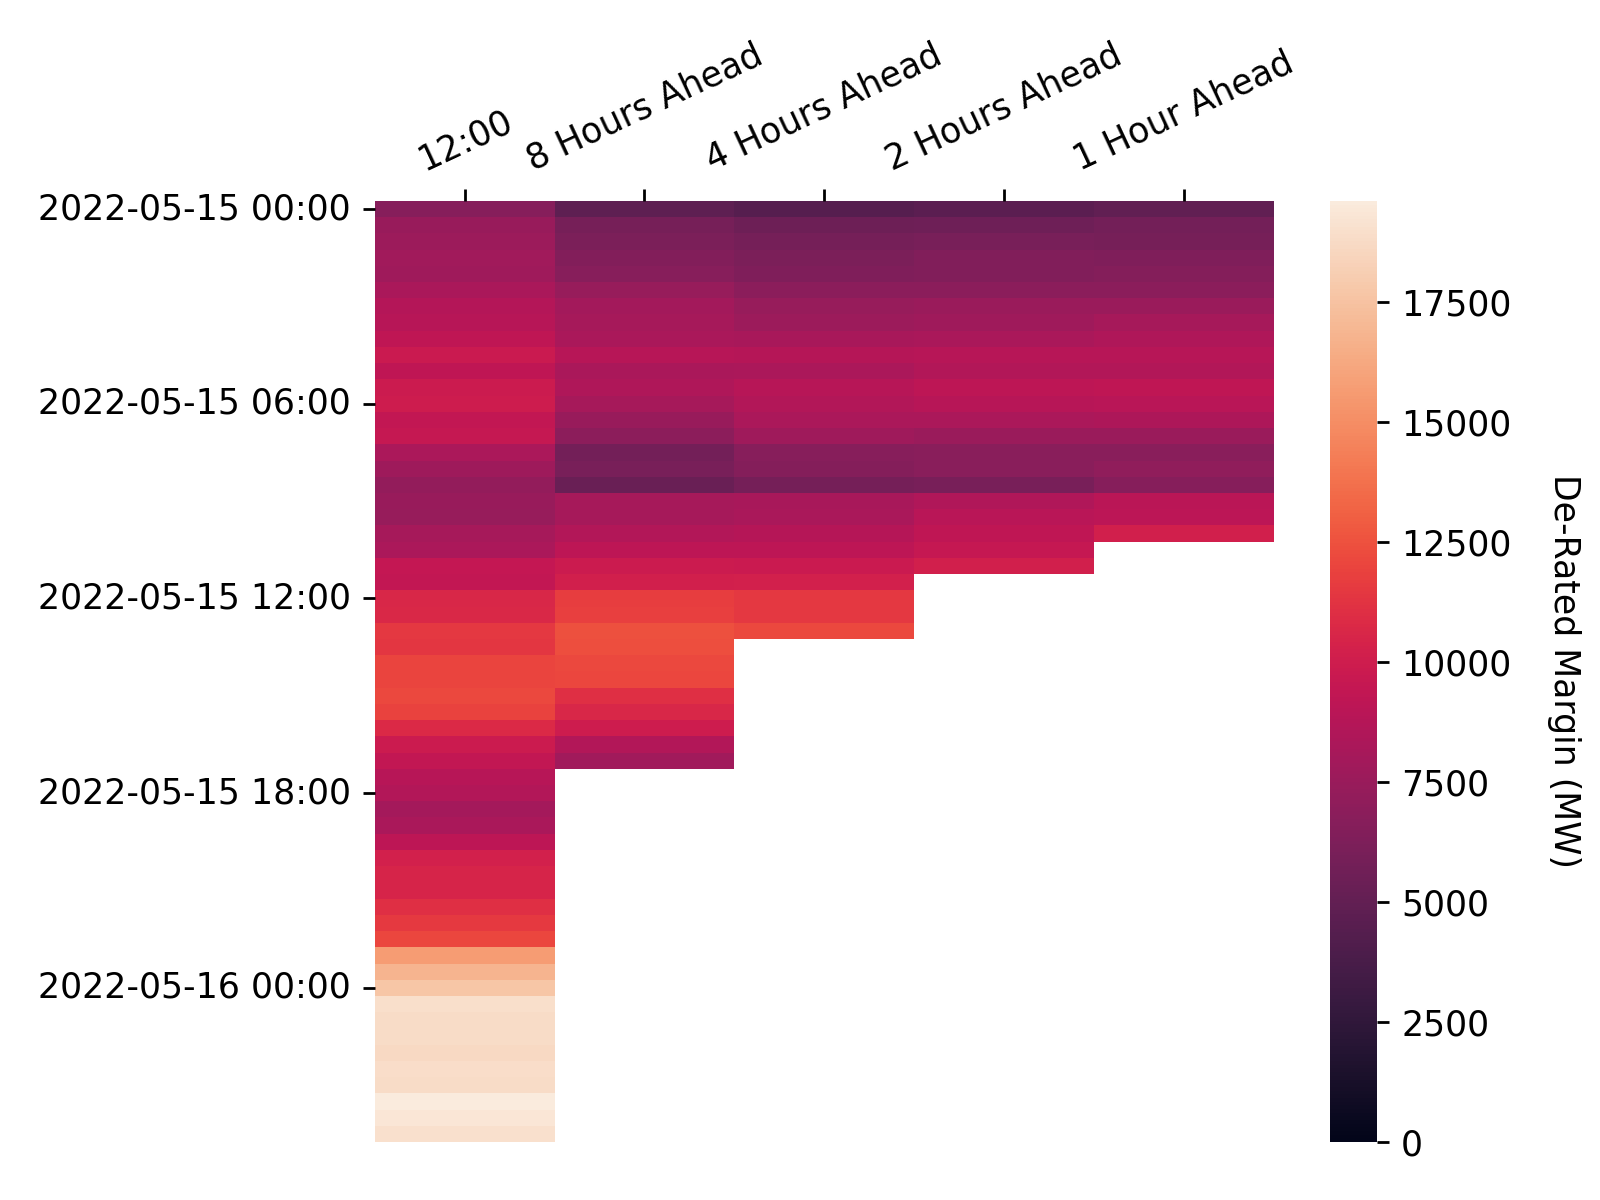 12:00
8 Hours Ahead
4 Hours Ahead
2 Hours Ahead
1 Hour Ahead
2022-05-15 00:00
2022-05-15 06:00
2022-05-15 12:00
2022-05-15 18:00
2022-05-16 00:00
17500
15000
12500
10000
7500
5000
2500
0
De-Rated Margin (MW)